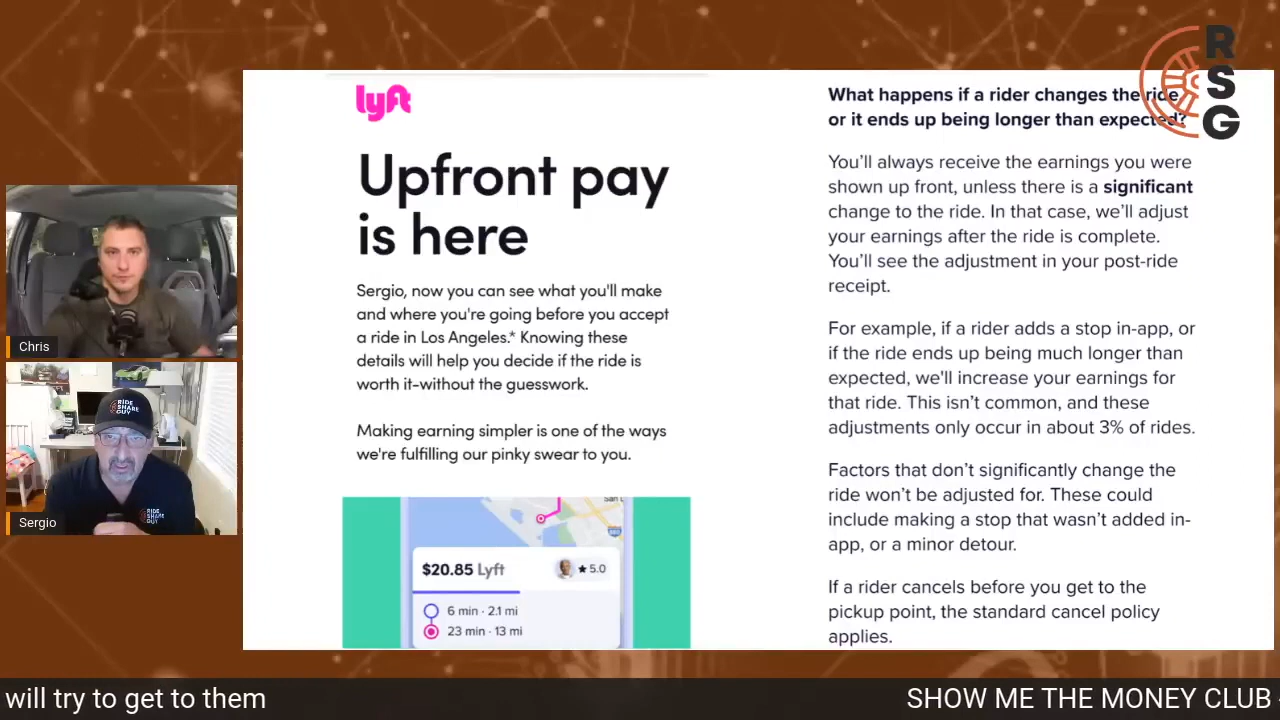 RSG
lyft
Upfront pay
is here
Sergio, now you can see what you'll make
and where you're going before you accept
a ride in Los Angeles.* Knowing these
details will help you decide if the ride is
worth it-without the guesswork.
Making earning simpler is one of the ways
we're fulfilling our pinky swear to you.
San
$20.85 Lyft
★ 5.0
6 min · 2.1 mi
23 min · 13 mi
What happens if a rider changes the ride
or it ends up being longer than expected?
You'll always receive the earnings you were
shown up front, unless there is a significant
change to the ride. In that case, we'll adjust
your earnings after the ride is complete.
You'll see the adjustment in your post-ride
receipt.
For example, if a rider adds a stop in-app, or
if the ride ends up being much longer than
expected, we'll increase your earnings for
that ride. This isn't common, and these
adjustments only occur in about 3% of rides.
Factors that don't significantly change the
ride won't be adjusted for. These could
include making a stop that wasn't added in-
app, or a minor detour.
If a rider cancels before you get to the
pickup point, the standard cancel policy
applies.
Chris
RIDE
SHARE
GUY
RIDE
SHARE
GUY
Sergio
will try to get to them
SHOW ME THE MONEY CLUB